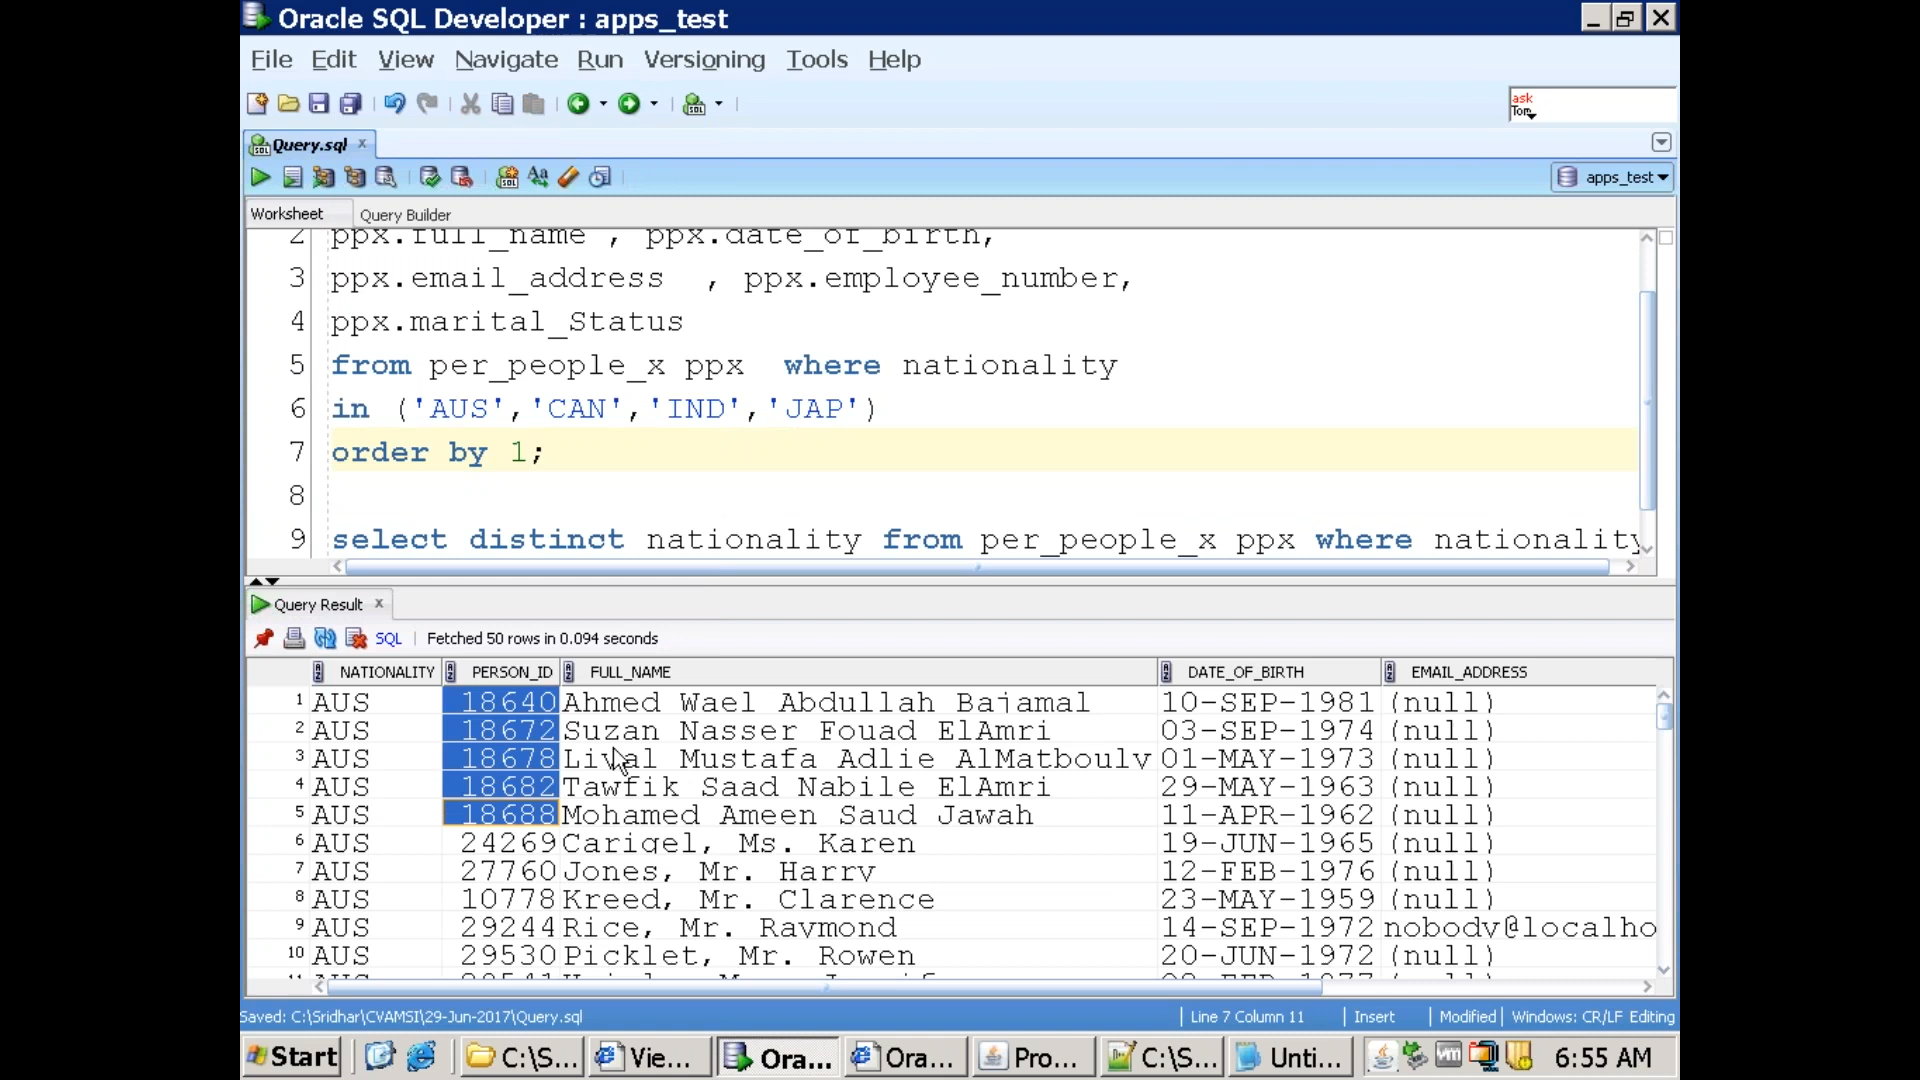 Oracle SQL Developer : apps_test
File Edit View Navigate Run Versioning Tools Help
ask
Tom
Query.sql
apps_test
Worksheet Query Builder
2 ppx.full_name , ppx.date_of_birth,
3 ppx.email_address , ppx.employee_number,
4 ppx.marital_Status
5 from per_people_x ppx where nationality
6 in ('AUS','CAN','IND','JAP')
7 order by 1;
8
9 select distinct nationality from per_people_x ppx where nationality
Query Result
SQL Fetched 50 rows in 0.094 seconds
NATIONALITY PERSON_ID FULL_NAME DATE_OF_BIRTH EMAIL_ADDRESS
1 AUS 18640 Ahmed Wael Abdullah Bajamal 10-SEP-1981 (null)
2 AUS 18672 Suzan Nasser Fouad ElAmri 03-SEP-1974 (null)
3 AUS 18678 Mustafa Adlie AlMatbouly 01-MAY-1973 (null)
4 AUS 18682 Tawfik Saad Nabile ElAmri 29-MAY-1963 (null)
5 AUS 18688 Mohamed Ameen Saud Jawah 11-APR-1962 (null)
6 AUS 24269 Carigel, Ms. Karen 19-JUN-1965 (null)
7 AUS 27760 Jones, Mr. Harry 12-FEB-1976 (null)
8 AUS 10778 Kreed, Mr. Clarence 23-MAY-1959 (null)
9 AUS 29244 Rice, Mr. Raymond 14-SEP-1972 nobody@localho
10 AUS 29530 Picklet, Mr. Rowen 20-JUN-1972 (null)
Saved: C:\Sridhar\CVAMSI\29-Jun-2017\Query.sql Line 7 Column 11 Insert Modified Windows: CR/LF Editing
Start C:\S... Vie... Ora... Ora... Pro... C:\S... Unti... 6:55 AM